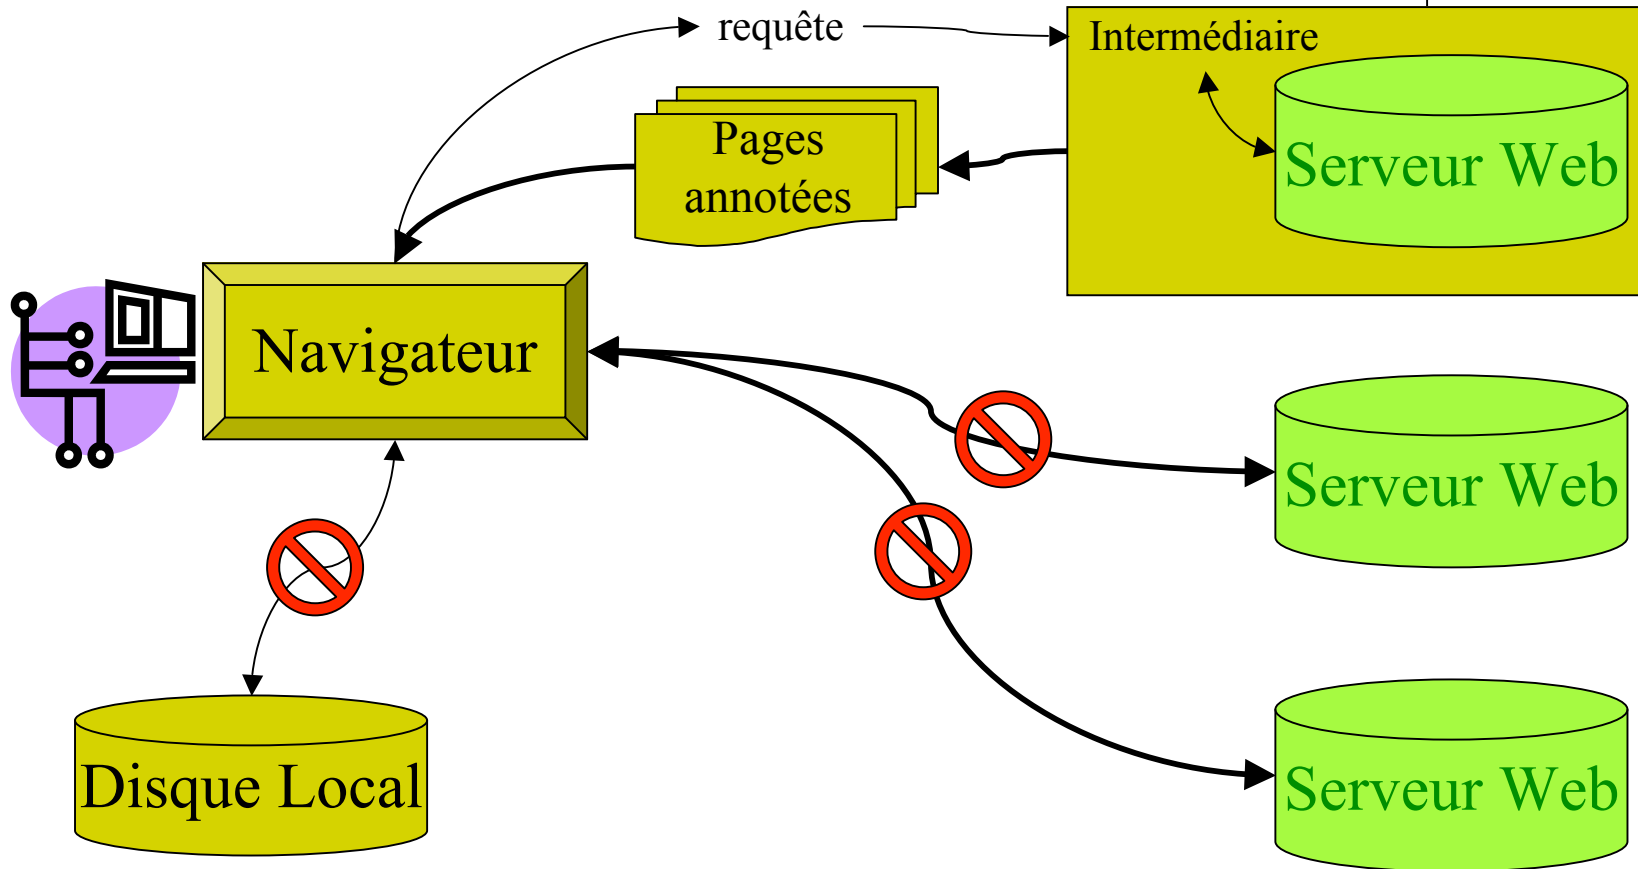 requête
Intermédiaire
Pages
annotées
Serveur Web
Navigateur
Serveur Web
Disque Local
Serveur Web